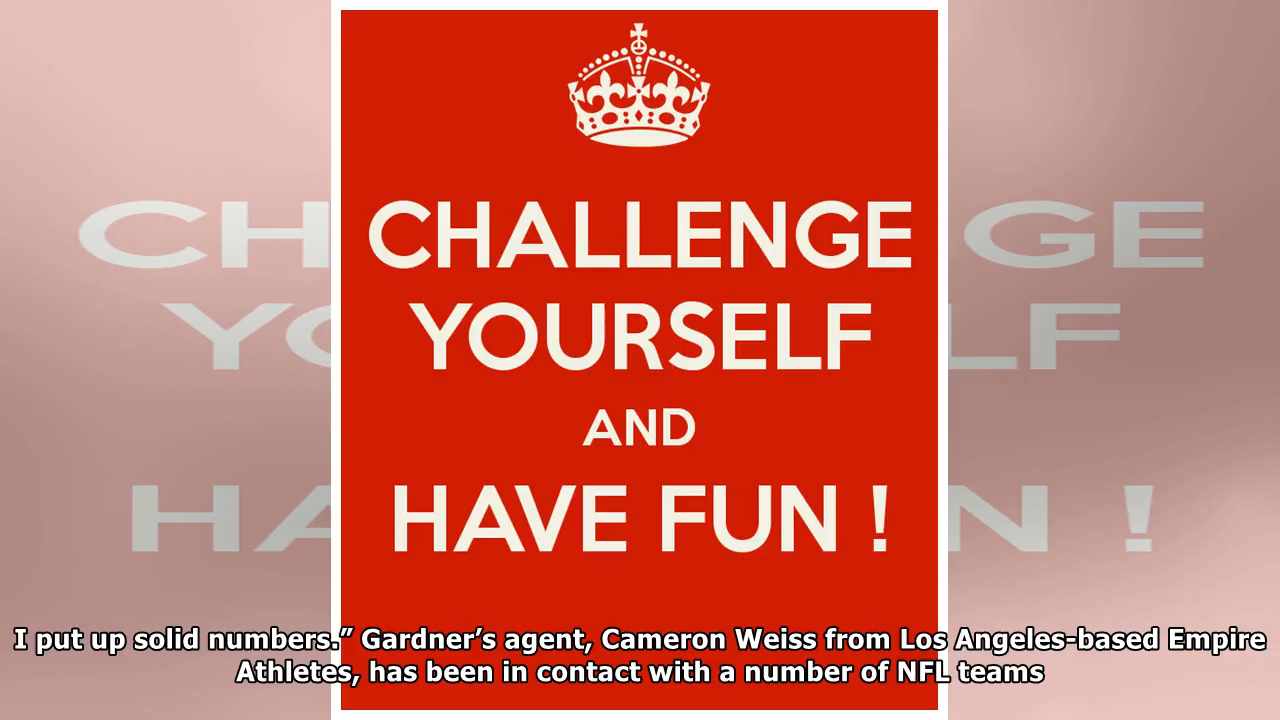 CHALLENGE
YOURSELF
AND
HAVE FUN !
I put up solid numbers.” Gardner’s agent, Cameron Weiss from Los Angeles-based Empire
Athletes, has been in contact with a number of NFL teams